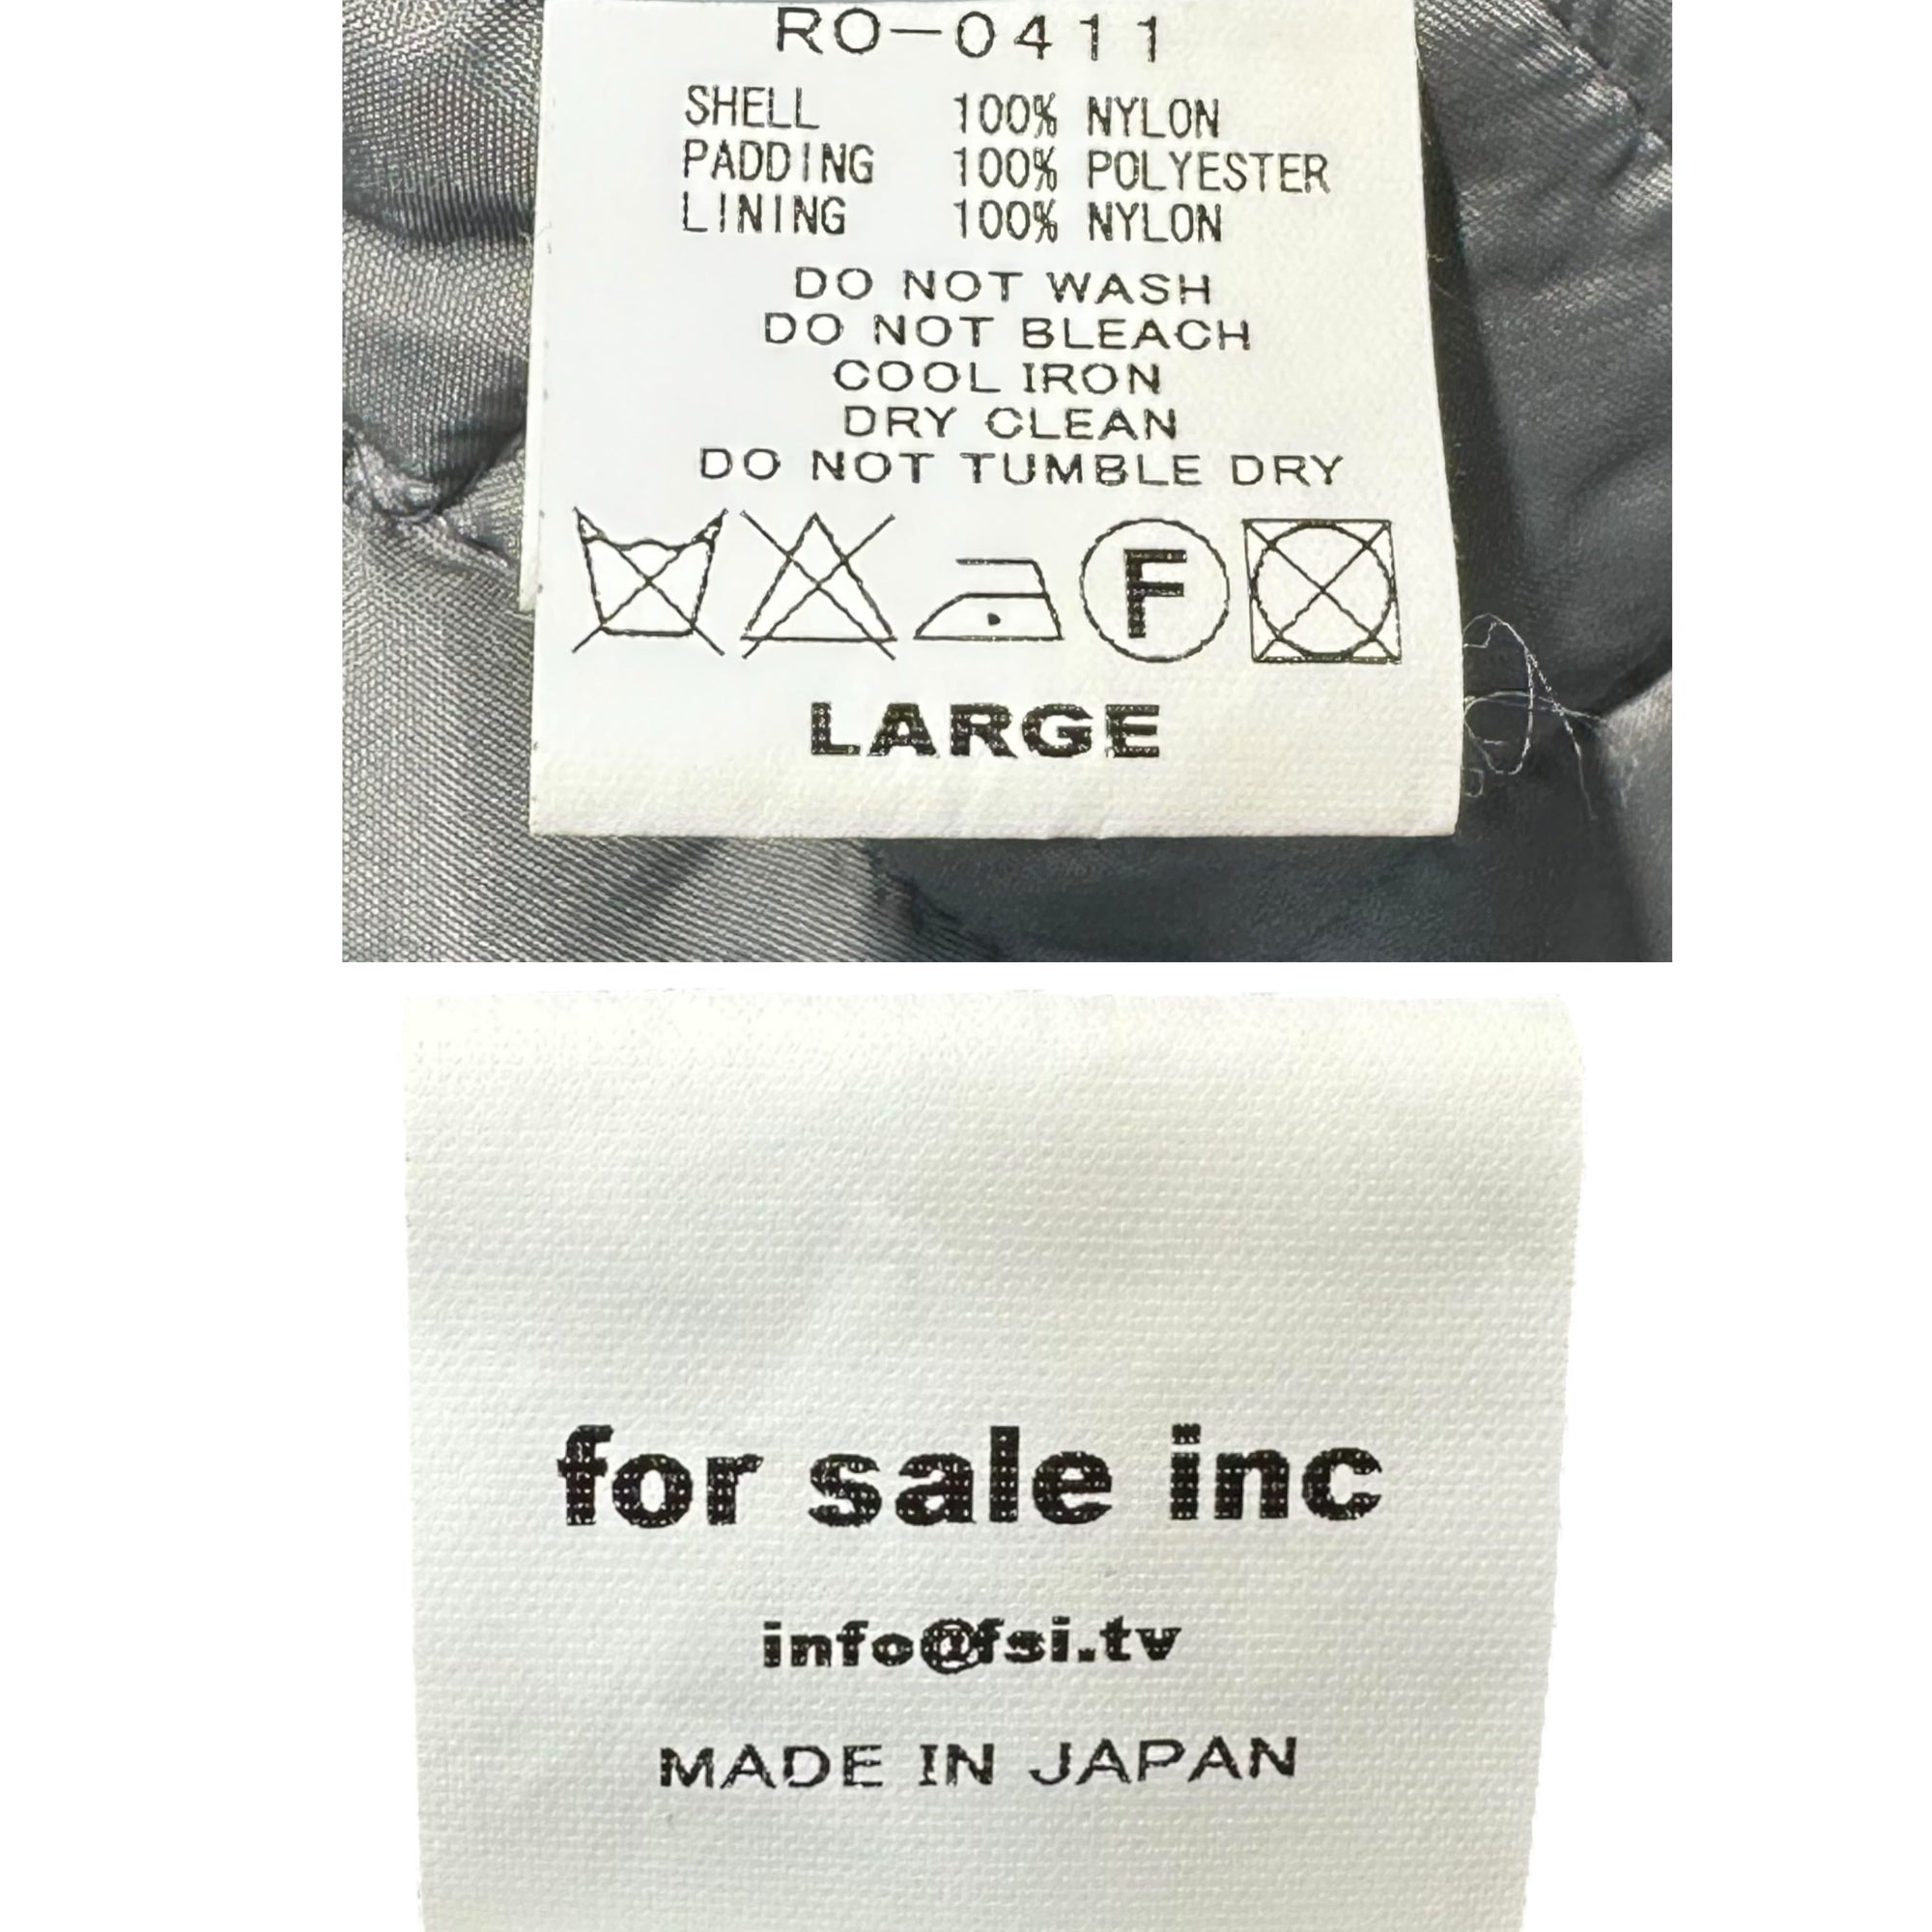 RO-0411
SHELL 100% NYLON
PADDING 100% POLYESTER
LINING 100% NYLON
DO NOT WASH
DO NOT BLEACH
COOL IRON
DRY CLEAN
DO NOT TUMBLE DRY
F
LARGE
for sale inc
info@fsi.tv
MADE IN JAPAN